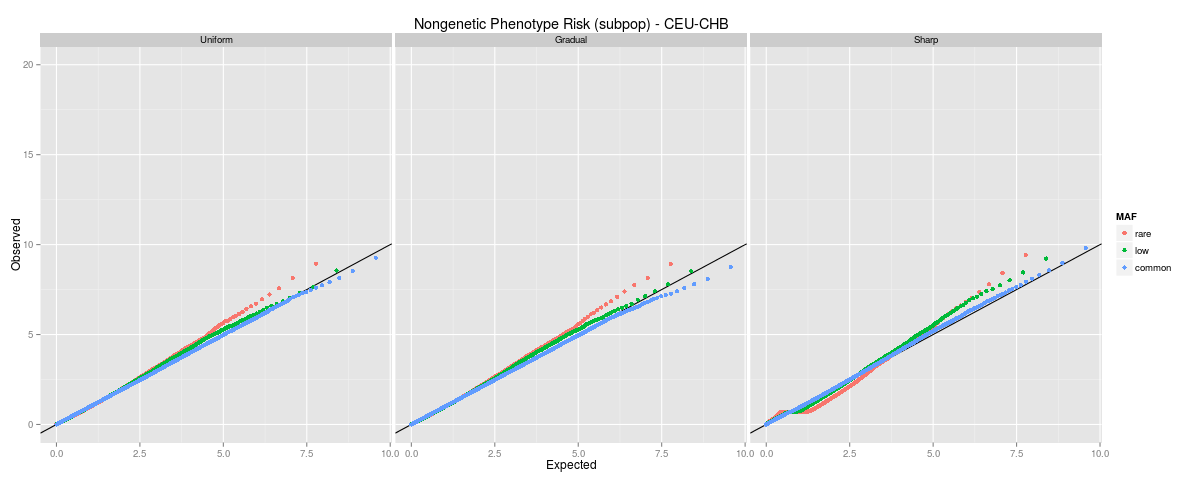 Nongenetic Phenotype Risk (subpop) - CEU-CHB
Uniform
Gradual
Sharp
Observed
20
15
10
5
0
0.0 2.5 5.0 7.5 10.0
0.0 2.5 5.0 7.5 10.0
0.0 2.5 5.0 7.5 10.0
Expected
MAF
rare
low
common